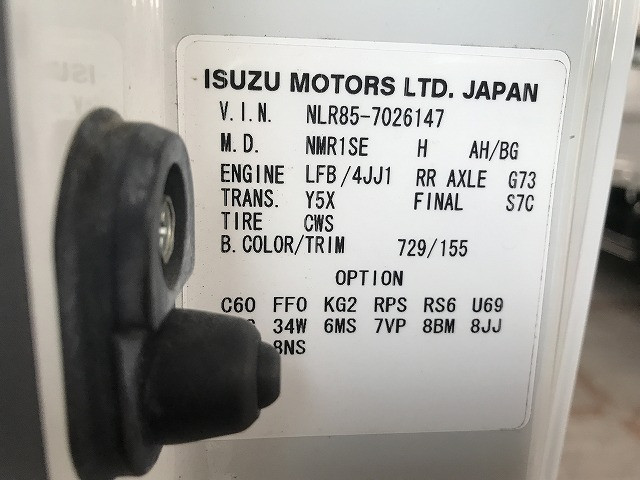 ISUZU MOTORS LTD. JAPAN
V.I.N. NLR85-7026147
M.D. NMR1SE H AH/BG
ENGINE LFB/4JJ1 RR AXLE G73
TRANS. Y5X FINAL S7C
TIRE CWS
B.COLOR/TRIM 729/155
OPTION
C60 FF0 KG2 RPS RS6 U69
34W 6MS 7VP 8BM 8JJ
8NS